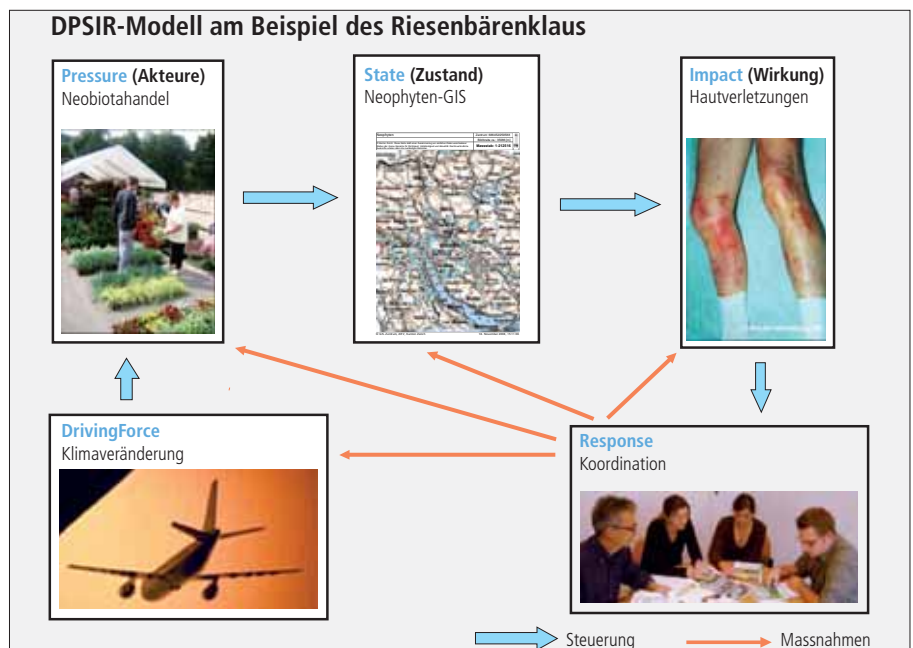 DPSIR-Modell am Beispiel des Riesenbärenklaus
Pressure (Akteure)
Neobiotahandel
State (Zustand)
Neophyten-GIS
Impact (Wirkung)
Hautverletzungen
DrivingForce
Klimaveränderung
Response
Koordination
Steuerung
Massnahmen